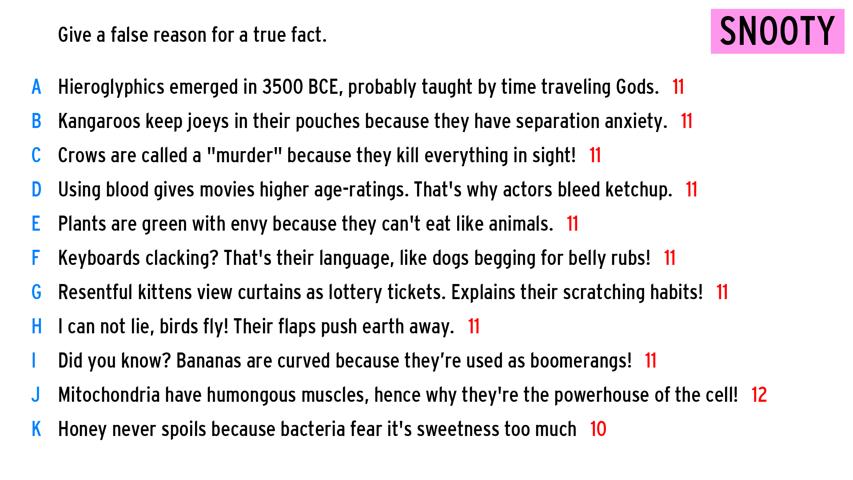 Give a false reason for a true fact.
SNOOTY
A Hieroglyphics emerged in 3500 BCE, probably taught by time traveling Gods. 11
B Kangaroos keep joeys in their pouches because they have separation anxiety. 11
C Crows are called a "murder" because they kill everything in sight! 11
D Using blood gives movies higher age-ratings. That's why actors bleed ketchup. 11
E Plants are green with envy because they can't eat like animals. 11
F Keyboards clacking? That's their language, like dogs begging for belly rubs! 11
G Resentful kittens view curtains as lottery tickets. Explains their scratching habits! 11
H I can not lie, birds fly! Their flaps push earth away. 11
I Did you know? Bananas are curved because they’re used as boomerangs! 11
J Mitochondria have humongous muscles, hence why they're the powerhouse of the cell! 12
K Honey never spoils because bacteria fear it's sweetness too much 10